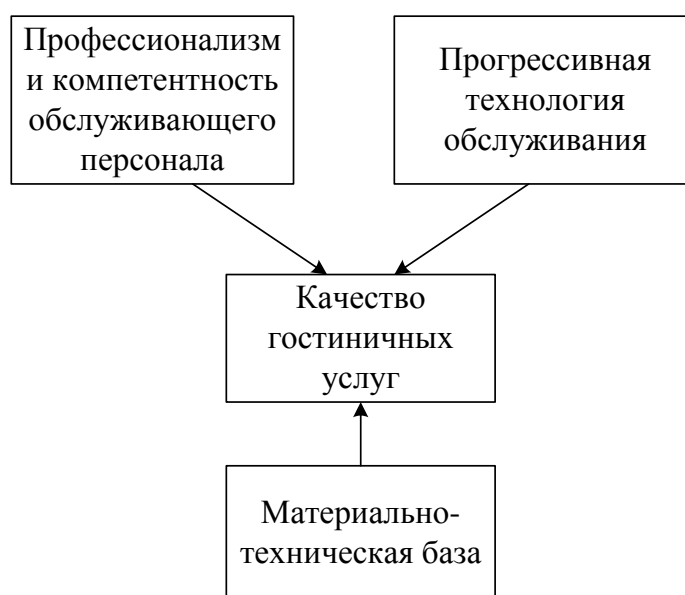 Профессионализм
и компетентность
обслуживающего
персонала
Прогрессивная
технология
обслуживания
Качество
гостиничных
услуг
Материально-
техническая база